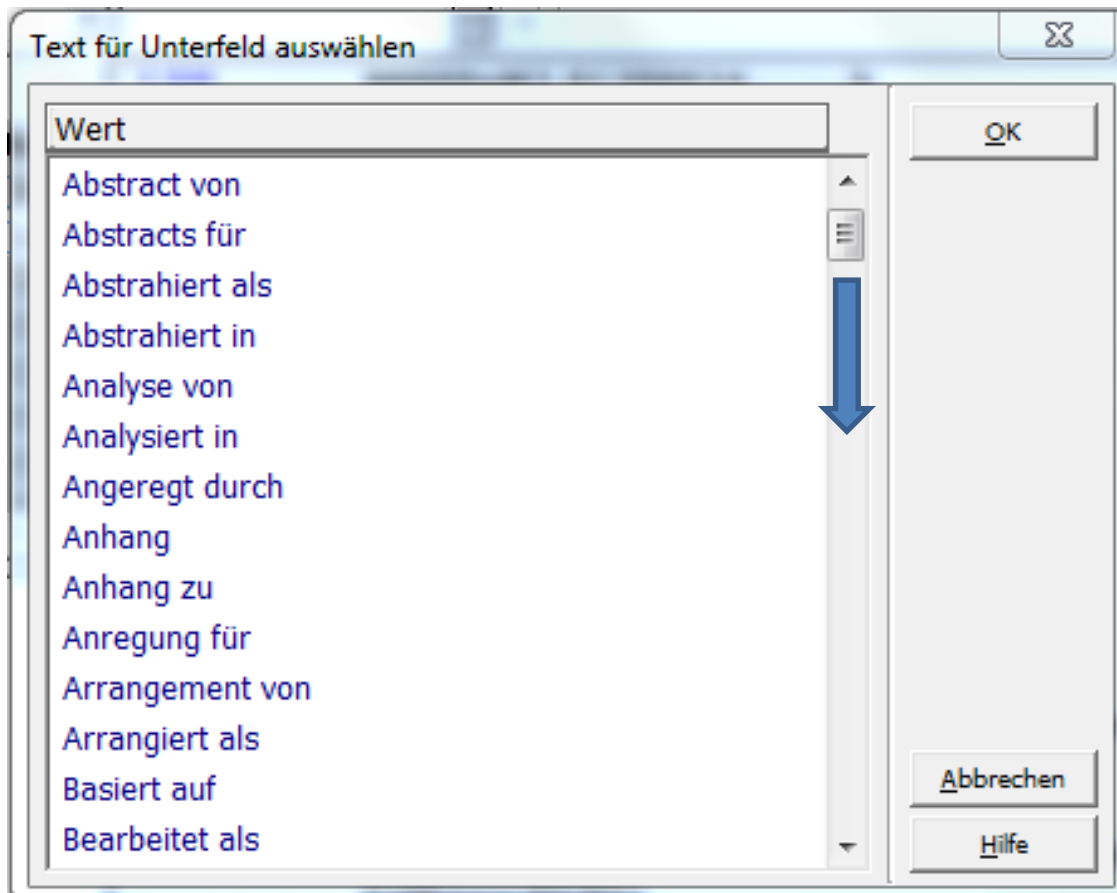 Text für Unterfeld auswählen
Wert
Abstract von
Abstracts für
Abstrahiert als
Abstrahiert in
Analyse von
Analysiert in
Angeregt durch
Anhang
Anhang zu
Anregung für
Arrangement von
Arrangiert als
Basiert auf
Bearbeitet als
OK
Abbrechen
Hilfe